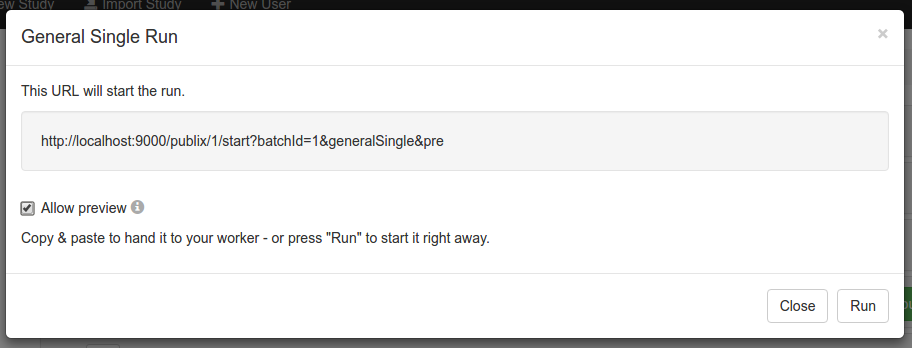 Study Import Study New User
General Single Run ×
This URL will start the run.
http://localhost:9000/publix/1/start?batchId=1&generalSingle&pre
Allow preview
Copy & paste to hand it to your worker - or press "Run" to start it right away.
Close Run